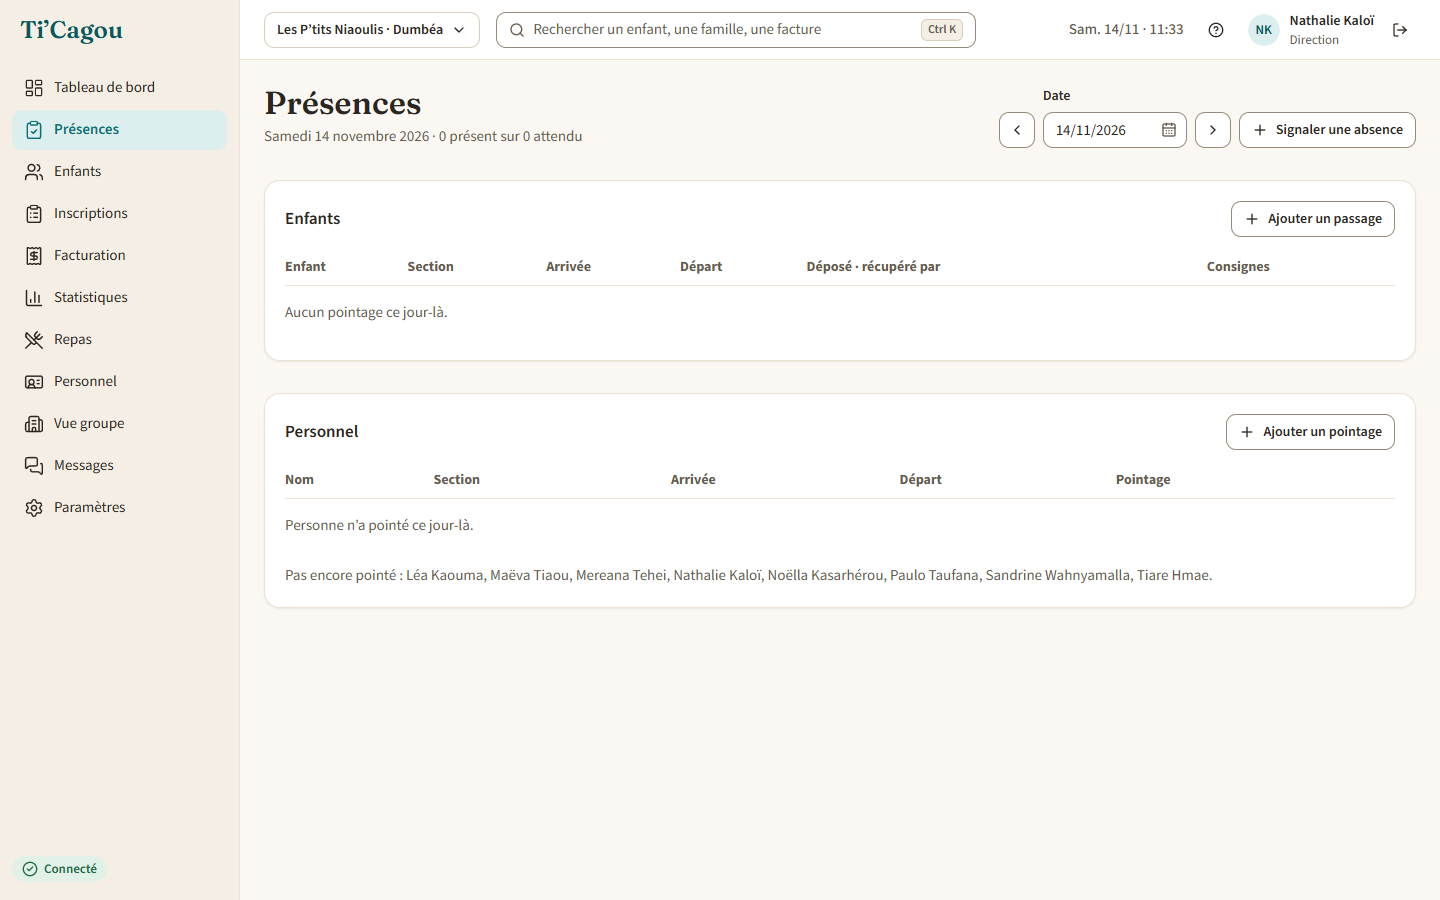 Ti’Cagou
Les P’tits Niaoulis · Dumbéa
Rechercher un enfant, une famille, une facture
Ctrl K
Sam. 14/11 · 11:33
NK
Nathalie Kaloï
Direction
Tableau de bord
Présences
Enfants
Inscriptions
Facturation
Statistiques
Repas
Personnel
Vue groupe
Messages
Paramètres
Connecté
Présences
Samedi 14 novembre 2026 · 0 présent sur 0 attendu
Date
14/11/2026
Signaler une absence
Enfants
Ajouter un passage
Enfant Section Arrivée Départ Déposé · récupéré par Consignes
Aucun pointage ce jour-là.
Personnel
Ajouter un pointage
Nom Section Arrivée Départ Pointage
Personne n’a pointé ce jour-là.
Pas encore pointé : Léa Kaouma, Maëva Tiaou, Mereana Tehei, Nathalie Kaloï, Noëlla Kasarhérou, Paulo Taufana, Sandrine Wahnyamalla, Tiare Hmae.